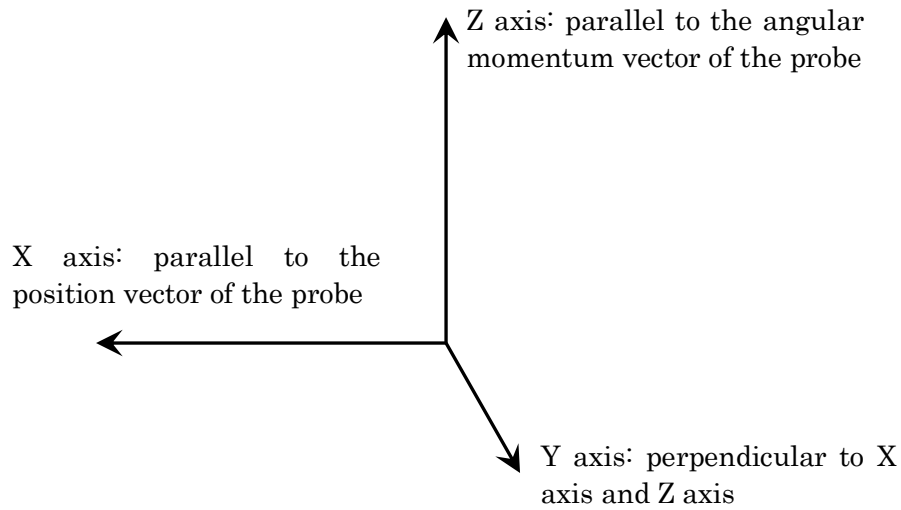 Z axis: parallel to the angular
momentum vector of the probe
X axis: parallel to the
position vector of the probe
Y axis: perpendicular to X
axis and Z axis